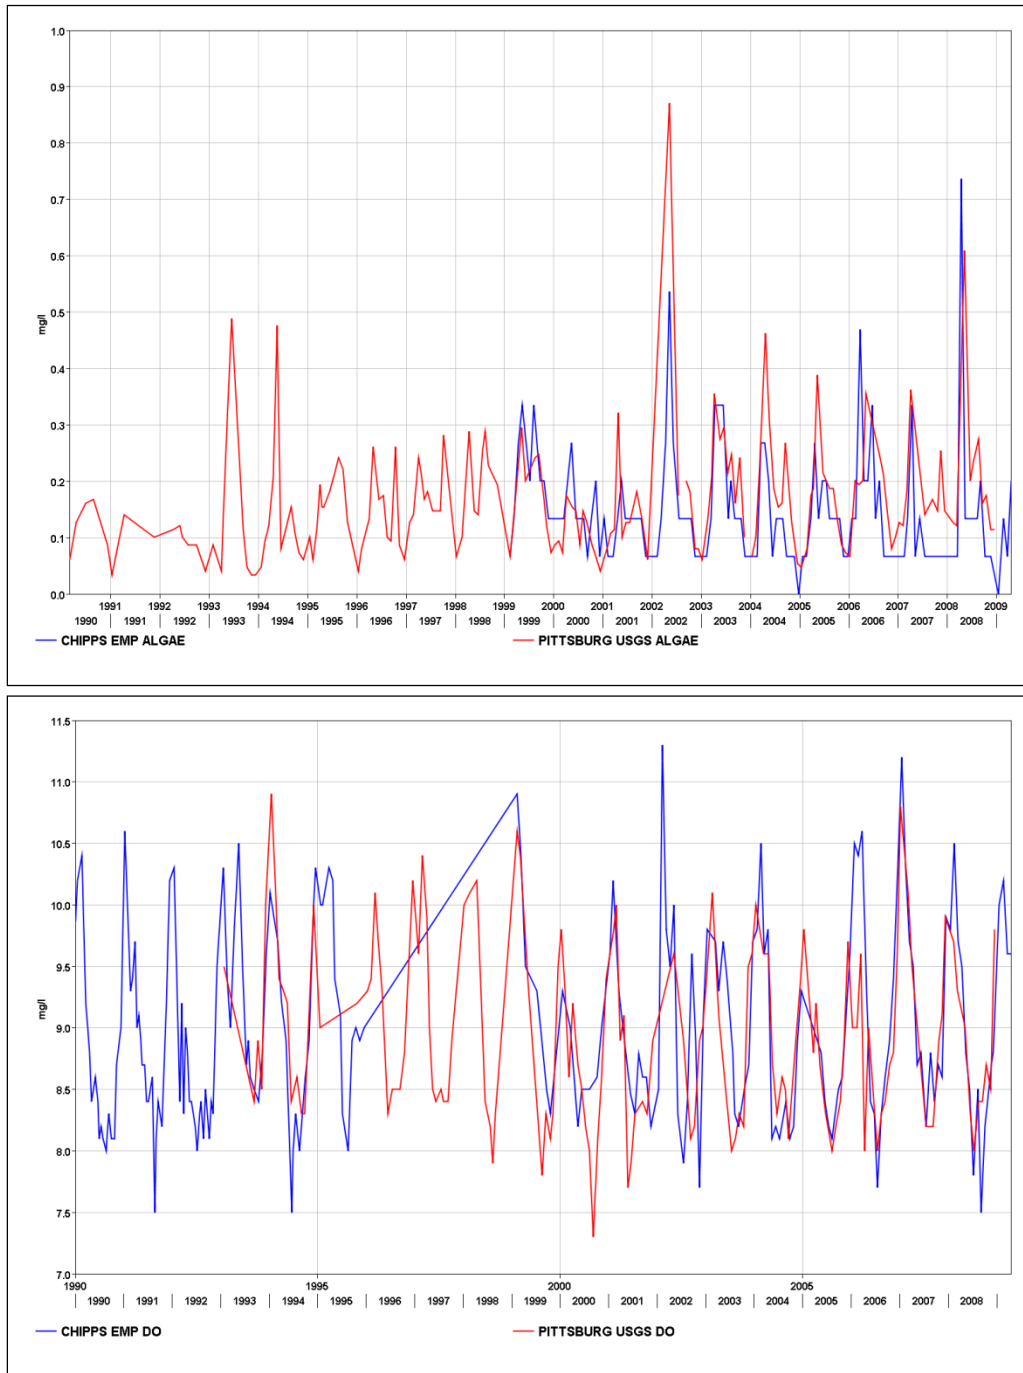 1.0
0.9
0.8
0.7
0.6
0.5
mg/l
0.4
0.3
0.2
0.1
0.0
1991 1992 1993 1994 1995 1996 1997 1998 1999 2000 2001 2002 2003 2004 2005 2006 2007 2008 2009
1990 1991 1992 1993 1994 1995 1996 1997 1998 1999 2000 2001 2002 2003 2004 2005 2006 2007 2008
CHIPPS EMP ALGAE PITTSBURG USGS ALGAE
11.5
11.0
10.5
10.0
9.5
mg/l
9.0
8.5
8.0
7.5
7.0
1990 1995 2000 2005
1990 1991 1992 1993 1994 1995 1996 1997 1998 1999 2000 2001 2002 2003 2004 2005 2006 2007 2008
CHIPPS EMP DO PITTSBURG USGS DO